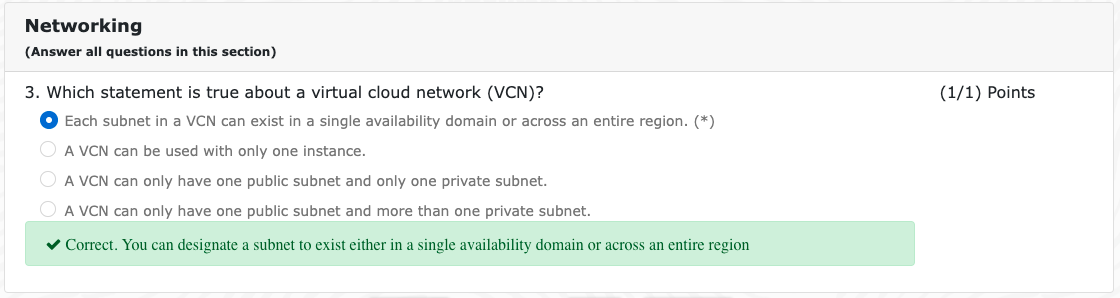 Networking
(Answer all questions in this section)
3. Which statement is true about a virtual cloud network (VCN)? (1/1) Points
Each subnet in a VCN can exist in a single availability domain or across an entire region. (*)
A VCN can be used with only one instance.
A VCN can only have one public subnet and only one private subnet.
A VCN can only have one public subnet and more than one private subnet.
Correct. You can designate a subnet to exist either in a single availability domain or across an entire region